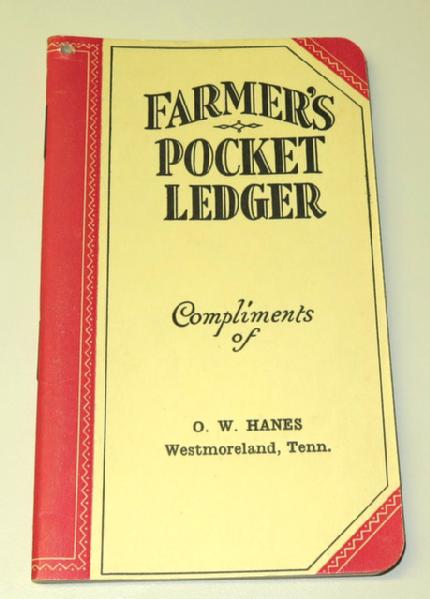 FARMER'S
POCKET
LEDGER
Compliments
of
O. W. HANES
Westmoreland, Tenn.